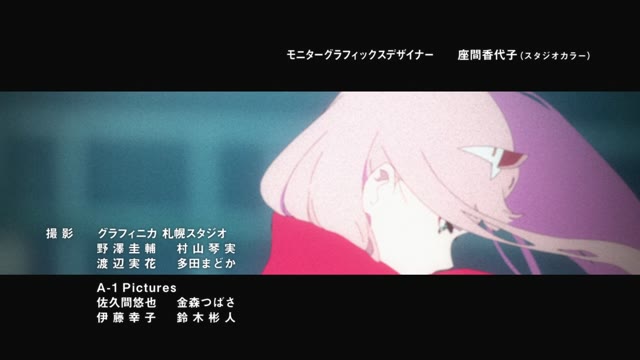 モニターグラフィックスデザイナー 座間香代子(スタジオカラー)
撮影 グラフィニカ 札幌スタジオ
野澤圭輔 村山琴実
渡辺実花 多田まどか
A-1 Pictures
佐久間悠也 金森つばさ
伊藤幸子 鈴木彬人